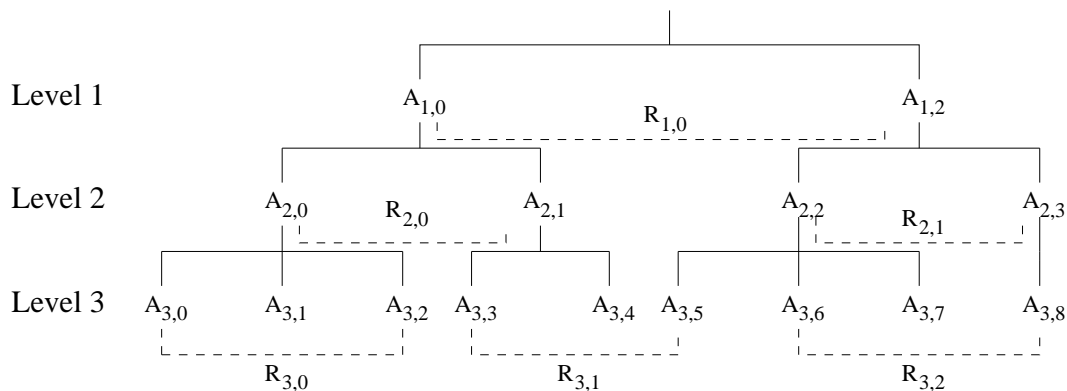 Level 1 A1,0 R1,0 A1,2
Level 2 A2,0 R2,0 A2,1 A2,2 R2,1 A2,3
Level 3 A3,0 A3,1 A3,2 A3,3 A3,4 A3,5 A3,6 A3,7 A3,8
R3,0 R3,1 R3,2